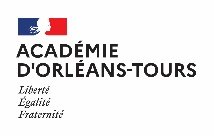 ACADÉMIE
D'ORLÉANS-TOURS
Liberté
Égalité
Fraternité